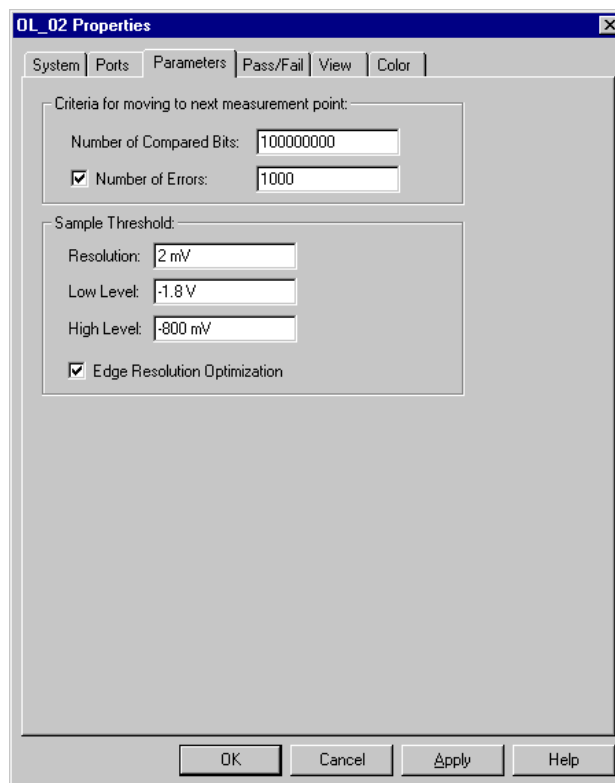 OL_02 Properties
System Ports Parameters Pass/Fail View Color
Criteria for moving to next measurement point:
Number of Compared Bits: 100000000
Number of Errors: 1000
Sample Threshold:
Resolution: 2 mV
Low Level: -1.8 V
High Level: -800 mV
Edge Resolution Optimization
OK Cancel Apply Help